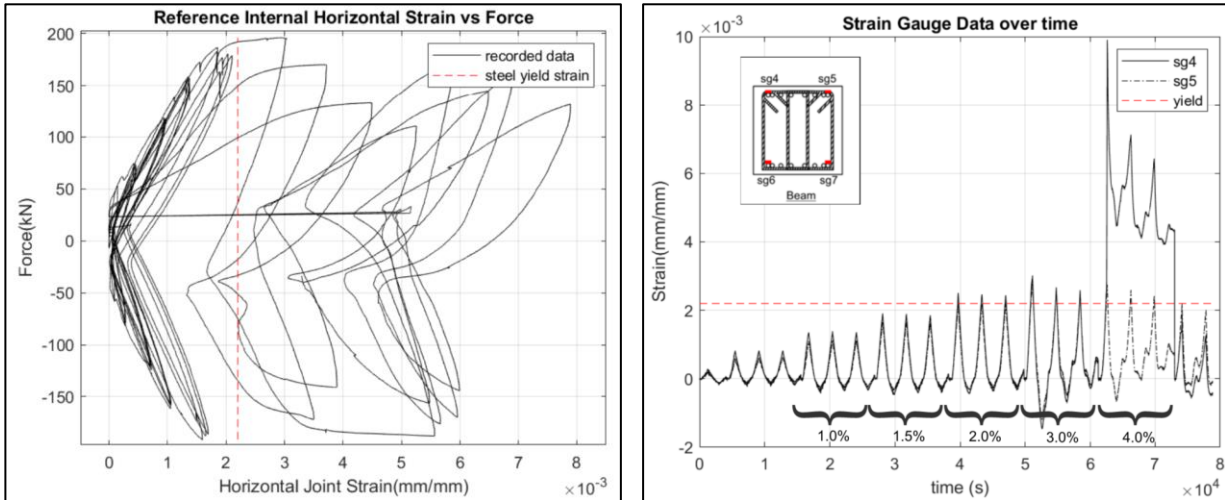 Reference Internal Horizontal Strain vs Force
200
150
100
50
0
-50
-100
-150
Force(kN)
recorded data
steel yield strain
0 1 2 3 4 5 6 7 8
Horizontal Joint Strain(mm/mm)
×10⁻³
Strain Gauge Data over time
×10⁻³
10
8
6
4
2
0
-2
Strain(mm/mm)
sg4 sg5
sg6 sg7
Beam
sg4
sg5
yield
1.0% 1.5% 2.0% 3.0% 4.0%
0 1 2 3 4 5 6 7 8
time (s)
×10⁴